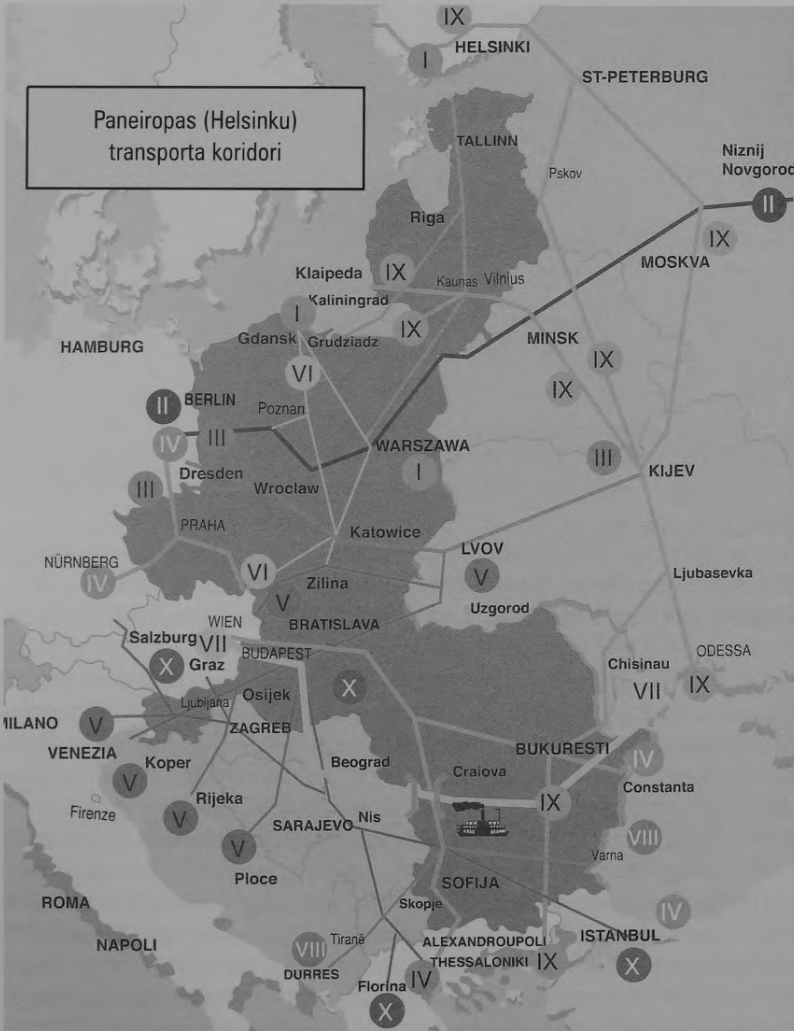 Paneiropas (Helsinku)
transporta koridori
IX
HELSINKI
I
ST-PETERBURG
TALLINN
Pskov
Niznij
Novgorod
II
Riga
IX
MOSKVA
Klaipeda
IX
Kaunas
Vilnius
I
Kaliningrad
IX
Gdansk
Grudziadz
MINSK
IX
HAMBURG
VI
IX
II
BERLIN
Poznan
IV
III
WARSZAWA
III
Dresden
I
KIJEV
III
Wroclaw
PRAHA
Katowice
LVOV
NÜRNBERG
IV
VI
Zilina
V
Ljubasevka
V
Uzgorod
WIEN
BRATISLAVA
Salzburg
VII
ODESSA
X
Graz
BUDAPEST
X
Chisinau
VII
IX
Ljubljana
Osijek
MILANO
V
ZAGREB
VENEZIA
BUKURESTI
Koper
Beograd
Craiova
IV
V
Constanta
Rijeka
IX
Firenze
V
SARAJEVO
Nis
V
VIII
Ploce
Varna
SOFIJA
ROMA
Skopje
IV
NAPOLI
VIII
Tiranë
ALEXANDROUPOLI
ISTANBUL
DURRES
THESSALONIKI
IX
X
Florina
IV
X